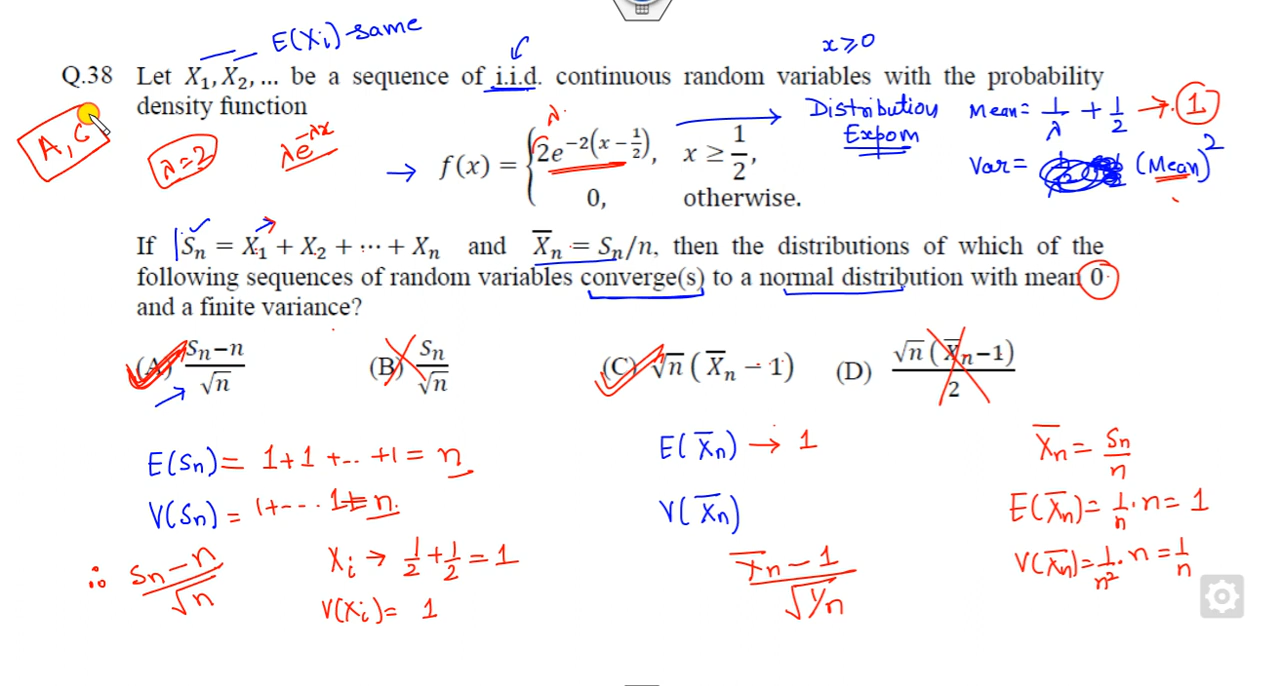 E(Xi) same
x ≥ 0
Q.38 Let X₁, X₂, ... be a sequence of i.i.d. continuous random variables with the probability
density function
A, C
λ=2
λe^{-λx}
λ
→ f(x) = { 2e^{-2(x - 1/2)}, x ≥ 1/2,
0, otherwise.
→ Distribution
Expom
Mean = 1/λ + 1/2 → 1
Var = (Mean)²
If Sₙ = X₁ + X₂ + ⋯ + Xₙ and X̅ₙ = Sₙ/n, then the distributions of which of the
following sequences of random variables converge(s) to a normal distribution with mean 0
and a finite variance?
(A) (Sₙ−n)/√n (B) Sₙ/√n (C) √n (X̅ₙ − 1) (D) √n (X̅ₙ−1)/2
E(Sn) = 1+1+-.. +1 = n
V(Sn) = 1+--. 1 = n.
∴ (Sn − n)/√n
Xi → 1/2 + 1/2 = 1
V(Xi) = 1
E(X̅n) → 1
V(X̅n)
(X̅n − 1)/√(1/n)
X̅n = Sn/n
E(X̅n) = 1/n · n = 1
V(X̅n) = 1/n² · n = 1/n